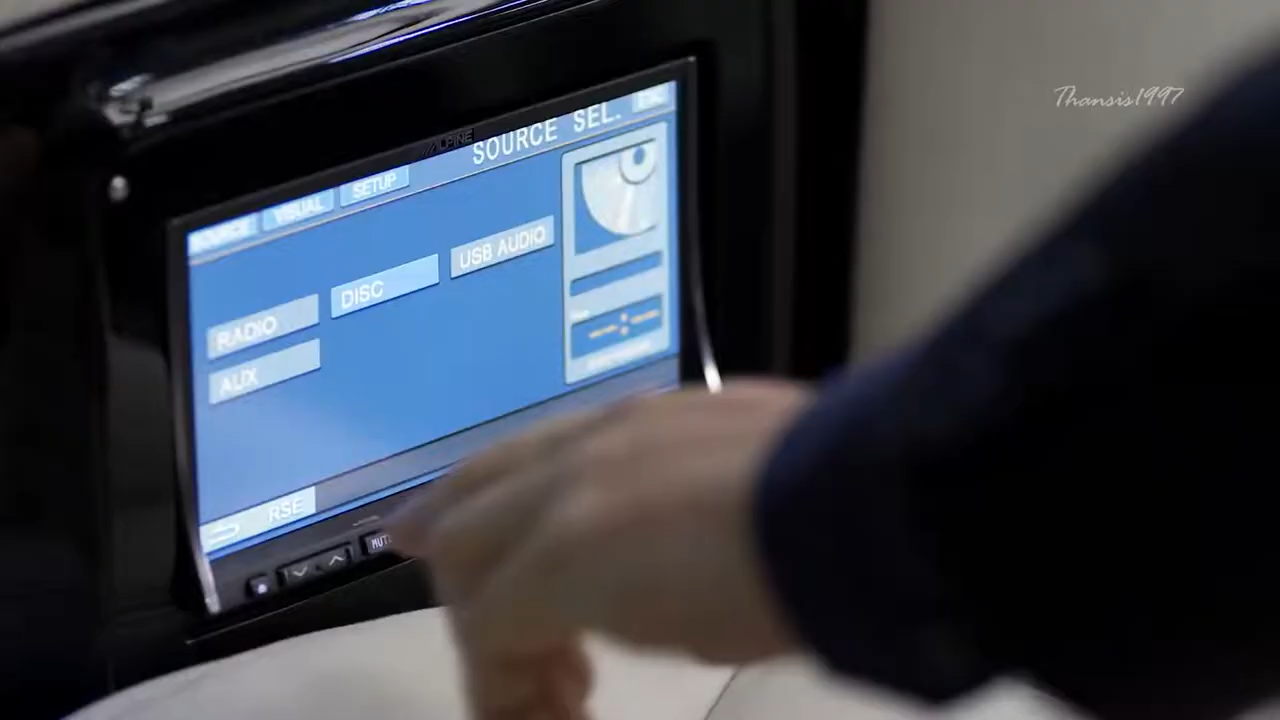 Thansis1997
ALPINE
SOURCE SEL.
SOURCE
VISUAL
SETUP
RADIO
DISC
USB AUDIO
AUX
RSE